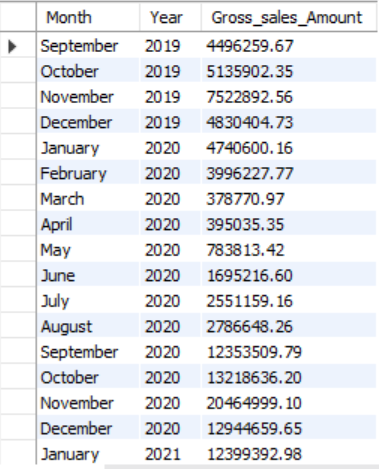 Month Year Gross_sales_Amount
September 2019 4496259.67
October 2019 5135902.35
November 2019 7522892.56
December 2019 4830404.73
January 2020 4740600.16
February 2020 3996227.77
March 2020 378770.97
April 2020 395035.35
May 2020 783813.42
June 2020 1695216.60
July 2020 2551159.16
August 2020 2786648.26
September 2020 12353509.79
October 2020 13218636.20
November 2020 20464999.10
December 2020 12944659.65
January 2021 12399392.98